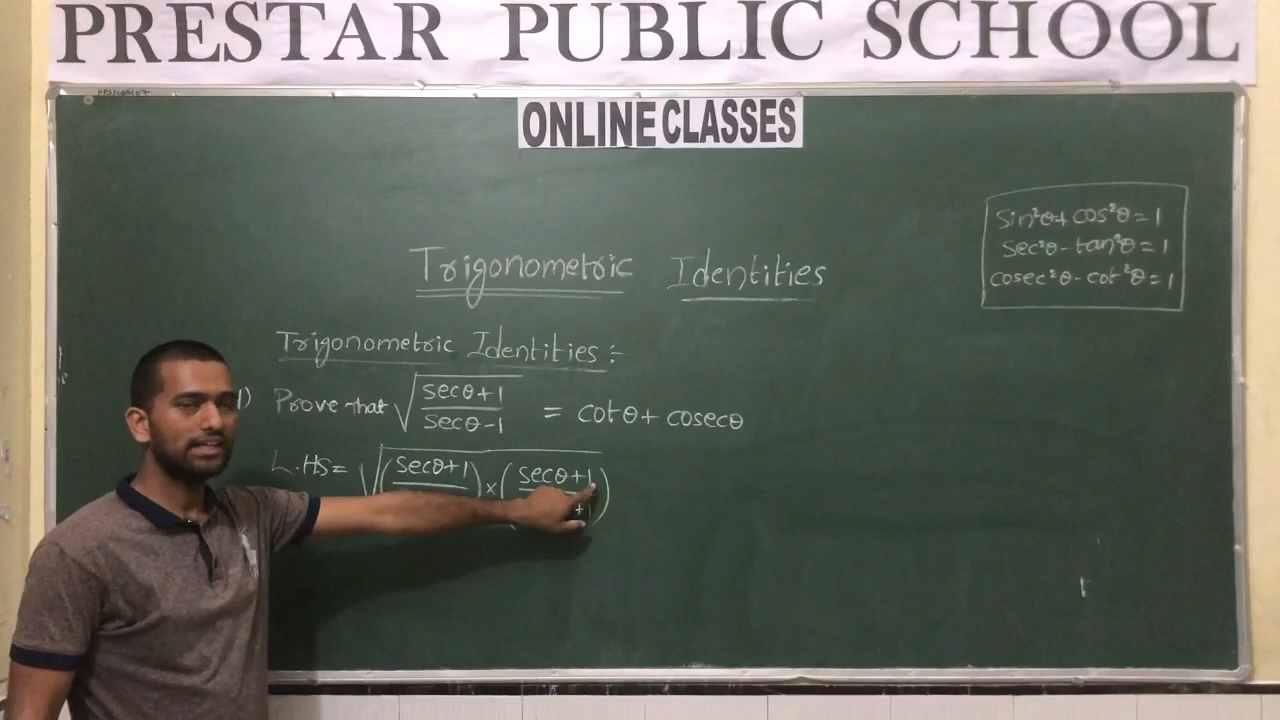 PRESTAR PUBLIC SCHOOL
ONLINE CLASSES
Sin²θ + cos²θ = 1
Sec²θ - tan²θ = 1
cosec²θ - cot²θ = 1
Trigonometric Identities
Trigonometric Identities :-
1) Prove that √((secθ+1)/(secθ-1)) = cotθ + cosecθ
L.HS = √((secθ+1)/ × (secθ+1)/ +1)